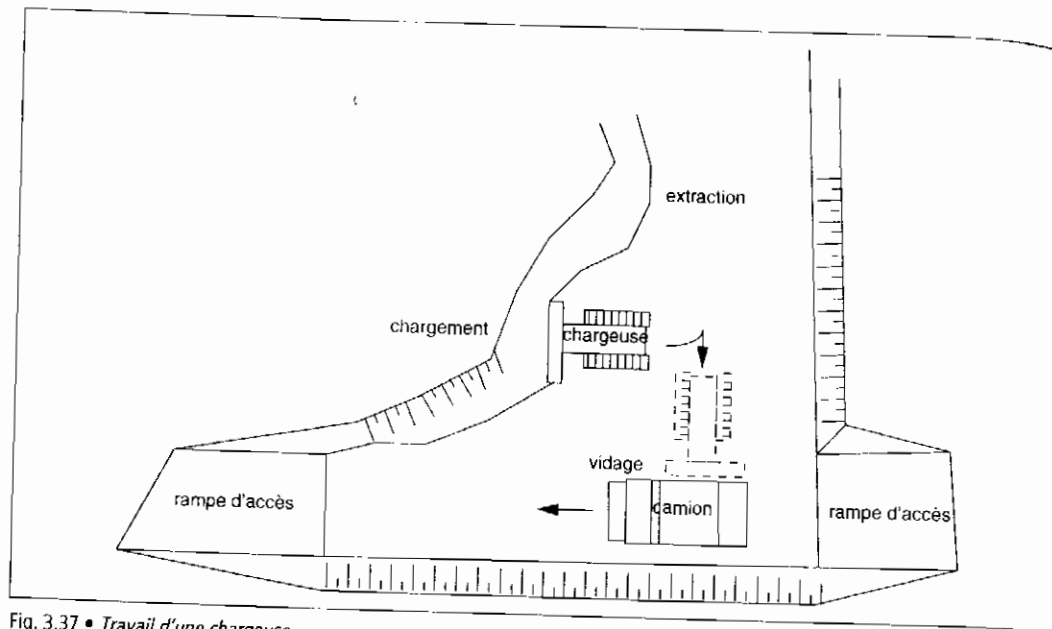 extraction
chargement
chargeuse
vidage
camion
rampe d'accès
rampe d'accès
Fig. 3.37 • Travail d'une chargeuse